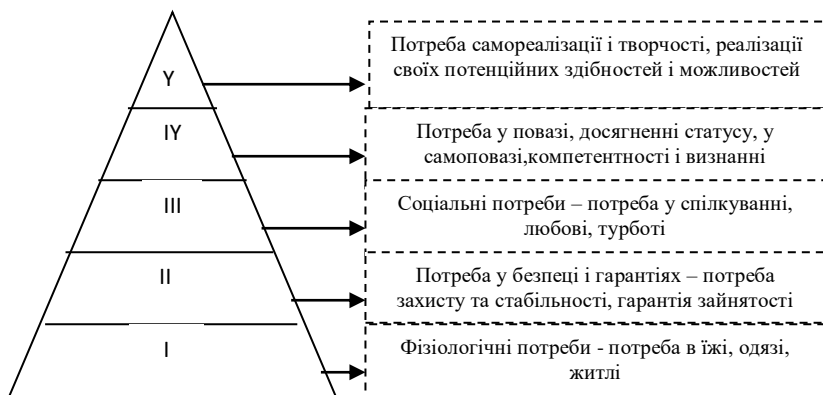 Y
Потреба самореалізації і творчості, реалізації
своїх потенційних здібностей і можливостей
IY
Потреба у повазі, досягненні статусу, у
самоповазі,компетентності і визнанні
III
Соціальні потреби – потреба у спілкуванні,
любові, турботі
II
Потреба у безпеці і гарантіях – потреба
захисту та стабільності, гарантія зайнятості
I
Фізіологічні потреби - потреба в їжі, одязі,
житлі